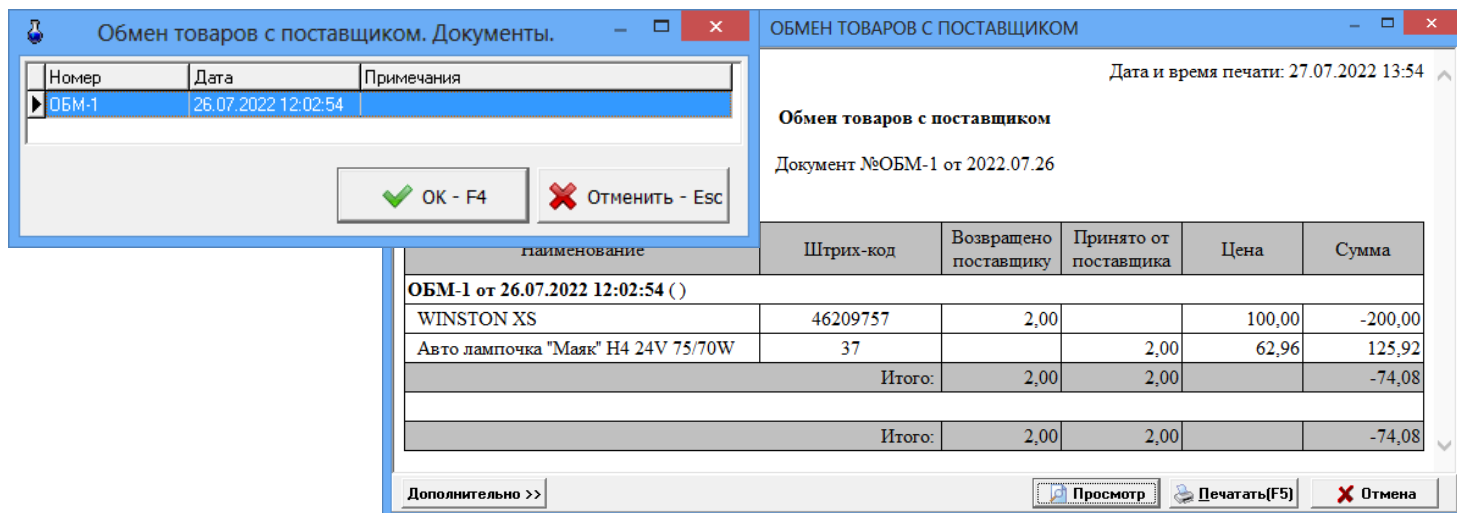 Обмен товаров с поставщиком. Документы.
Номер Дата Примечания
ОБМ-1 26.07.2022 12:02:54
OK - F4 Отменить - Esc
ОБМЕН ТОВАРОВ С ПОСТАВЩИКОМ
Дата и время печати: 27.07.2022 13:54
Обмен товаров с поставщиком
Документ №ОБМ-1 от 2022.07.26
Наименование Штрих-код Возвращено поставщику Принято от поставщика Цена Сумма
ОБМ-1 от 26.07.2022 12:02:54 ( )
WINSTON XS 46209757 2,00 100,00 -200,00
Авто лампочка "Маяк" H4 24V 75/70W 37 2,00 62,96 125,92
Итого: 2,00 2,00 -74,08
Итого: 2,00 2,00 -74,08
Дополнительно >> Просмотр Печатать(F5) Отмена